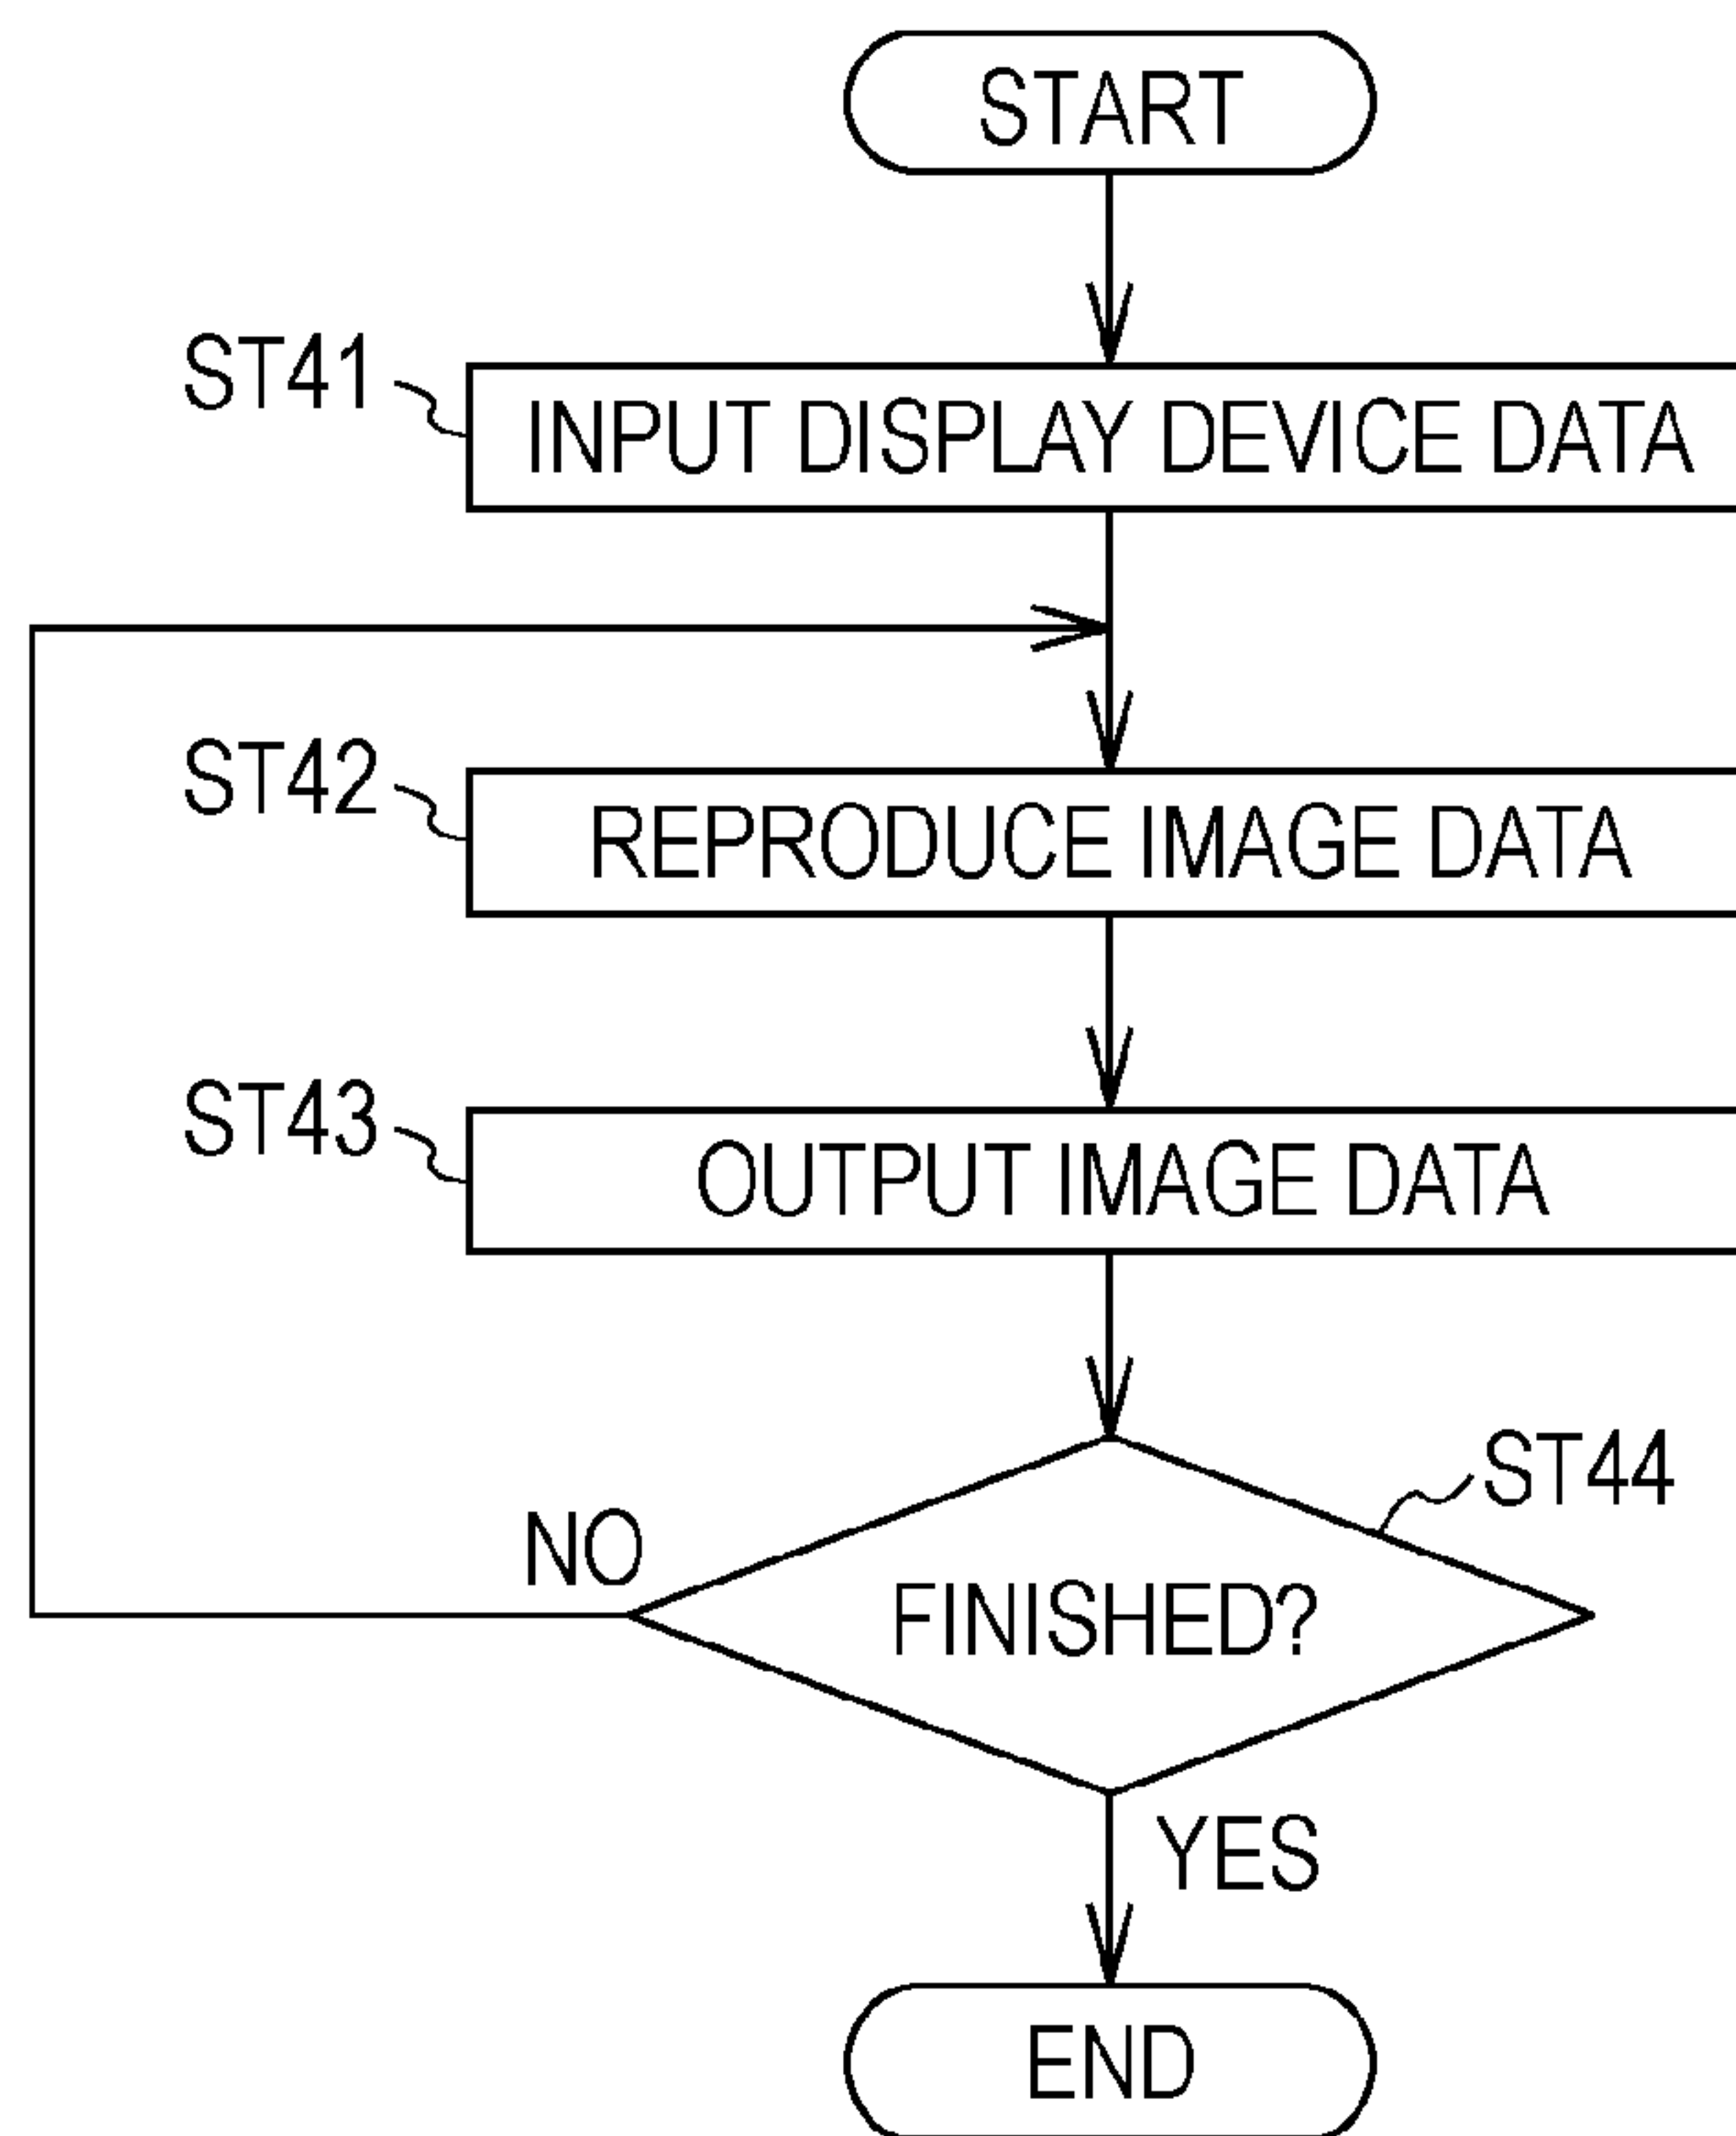 START
ST41
INPUT DISPLAY DEVICE DATA
ST42
REPRODUCE IMAGE DATA
ST43
OUTPUT IMAGE DATA
ST44
NO
FINISHED?
YES
END